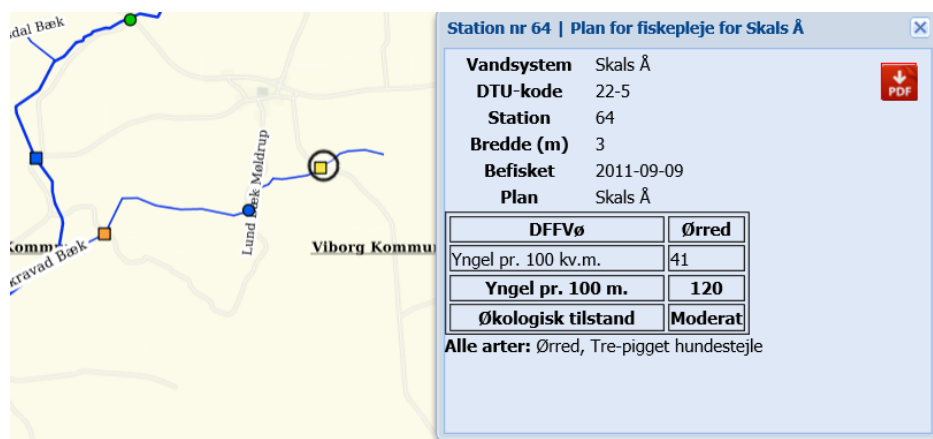 dal Bæk
Lund Bæk Møldrup
Viborg Kommu
Komm
kravad Bæk
Station nr 64 | Plan for fiskepleje for Skals Å
PDF
Vandsystem Skals Å
DTU-kode 22-5
Station 64
Bredde (m) 3
Befisket 2011-09-09
Plan Skals Å
DFFVø Ørred
Yngel pr. 100 kv.m. 41
Yngel pr. 100 m. 120
Økologisk tilstand Moderat
Alle arter: Ørred, Tre-pigget hundestejle